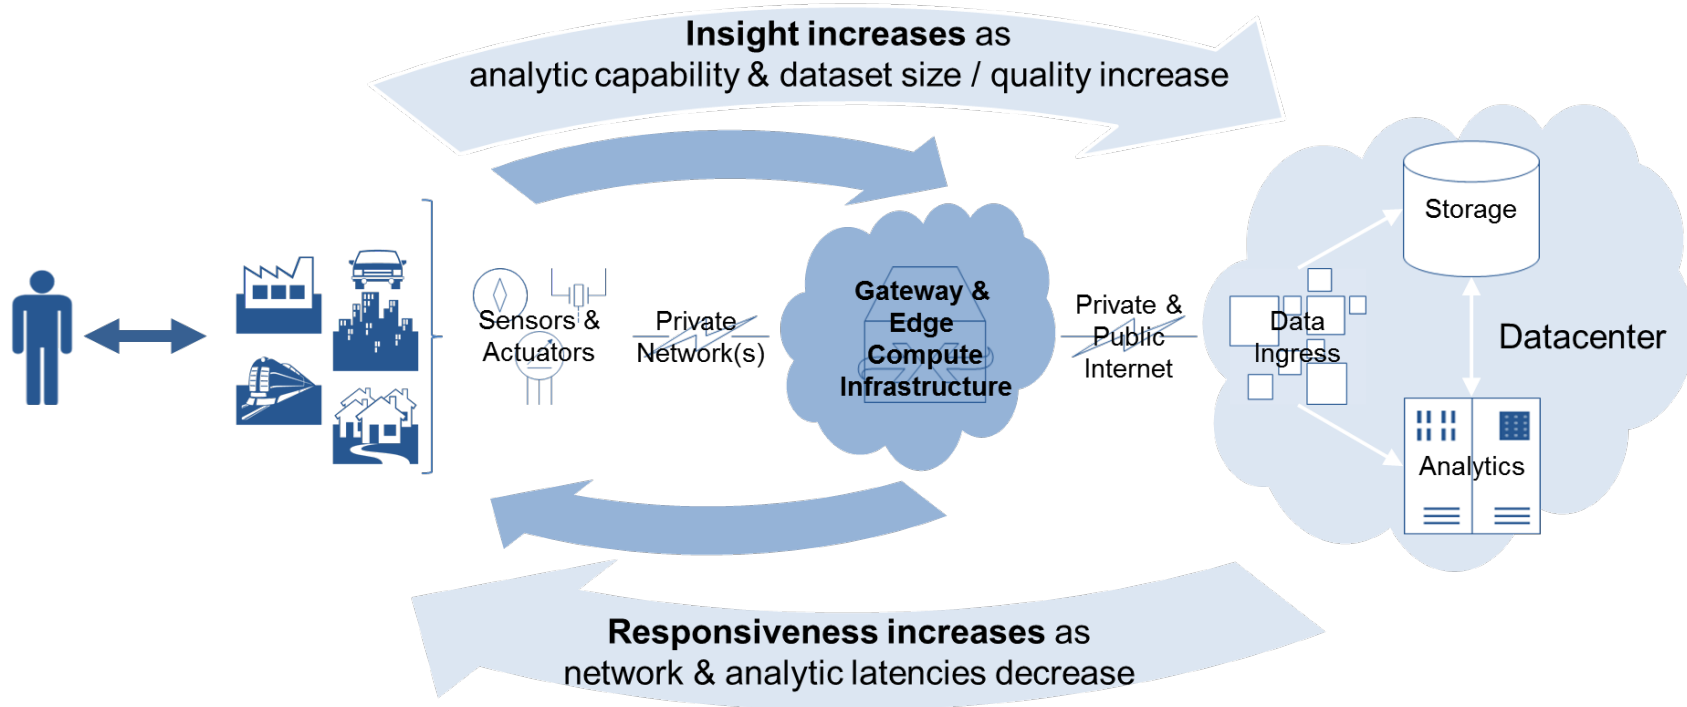 Insight increases as
analytic capability & dataset size / quality increase
Storage
Gateway &
Edge
Compute
Infrastructure
Sensors &
Actuators
Private
Network(s)
Private &
Public
Internet
Data
Ingress
Datacenter
Analytics
Responsiveness increases as
network & analytic latencies decrease